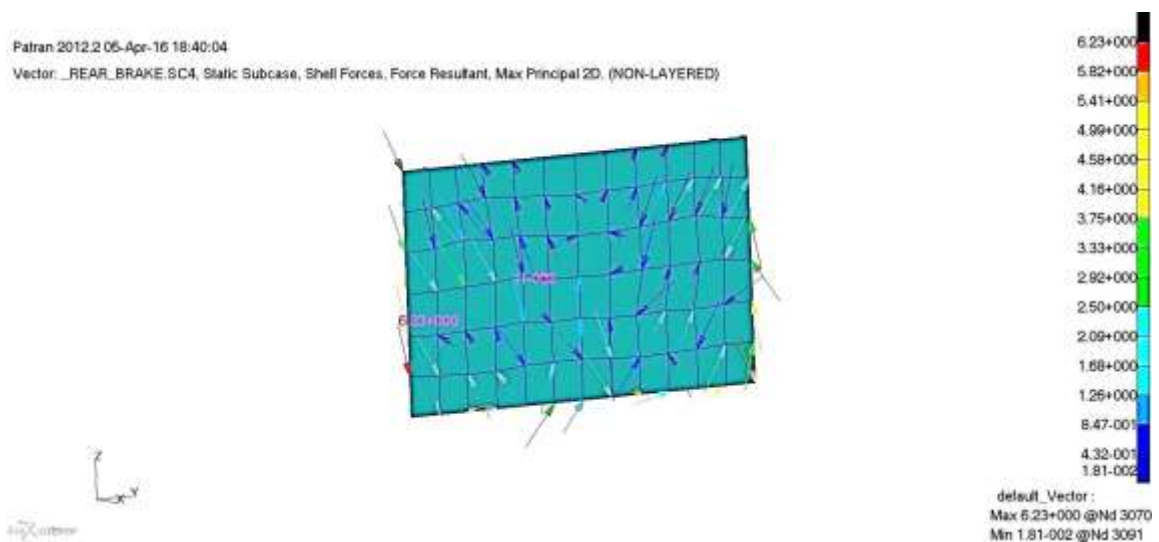 Patran 2012.2 05-Apr-16 18:40:04
Vector: _REAR_BRAKE.SC4, Static Subcase, Shell Forces, Force Resultant, Max Principal 2D, (NON-LAYERED)
6.23+000
5.82+000
5.41+000
4.99+000
4.58+000
4.16+000
3.75+000
3.33+000
2.92+000
2.50+000
2.09+000
1.68+000
1.26+000
8.47-001
4.32-001
1.81-002
6.23+000
Z
X
Y
default_Vector :
Max 6.23+000 @Nd 3070
Min 1.81-002 @Nd 3091